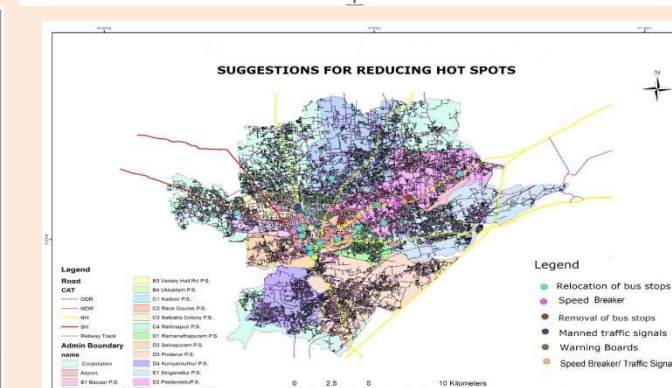 SUGGESTIONS FOR REDUCING HOT SPOTS
N
Legend
Road
CAT
ODR
MDR
NH
SH
Railway Track
Admin Boundary
name
Corporation
Airport.
B1 Bazaar P.S.
B3 Variety Hall Rd P.S.
B4 Ukkadam P.S.
C1 Katoor P.S.
C2 Race Course P.S.
C3 Saibaba Colony P.S.
C4 Rathnapuri P.S.
D1 Ramanathapuram P.S.
D2 Selvapuram P.S.
D3 Podanur P.S.
D4 Kuniyamuthur P.S.
E1 Singanallur P.S.
E2 PeelameduP.S.
Legend
Relocation of bus stops
Speed Breaker
Removal of bus stops
Manned traffic signals
Warning Boards
Speed Breaker/ Traffic Signa
0 2.5 5 10 Kilometers